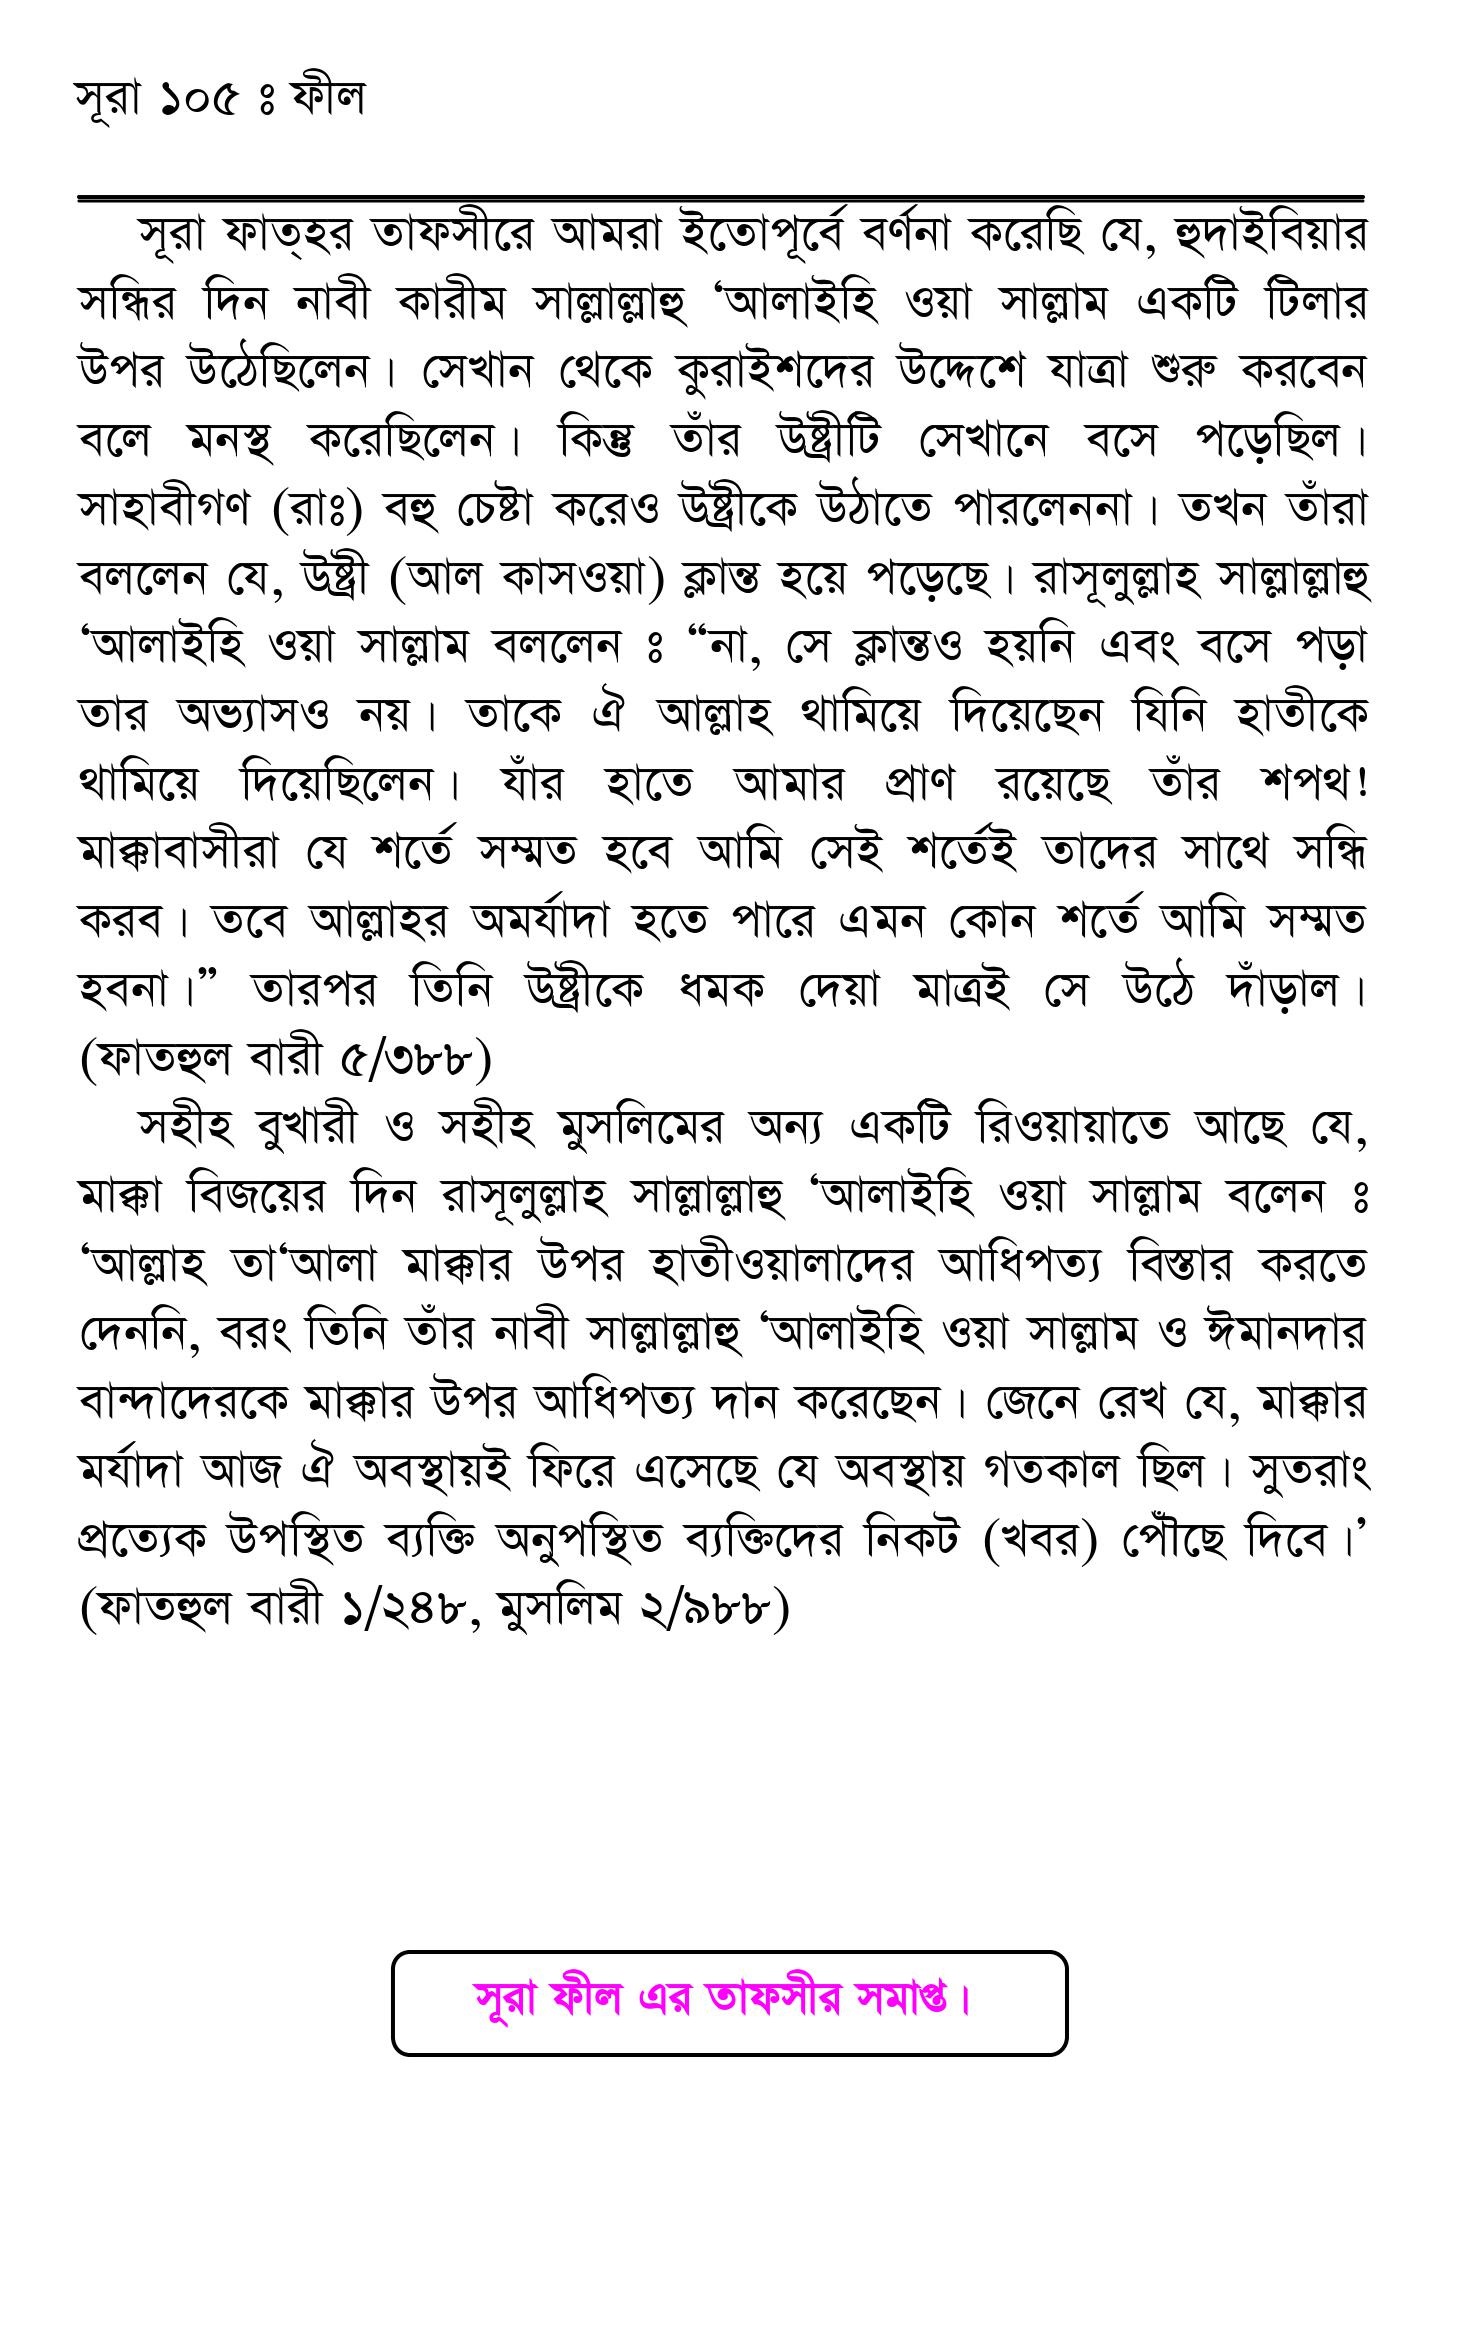 সূরা ১০৫ ঃ ফীল
সূরা ফাত্হর তাফসীরে আমরা ইতোপূর্বে বর্ণনা করেছি যে, হুদাইবিয়ার
সন্ধির দিন নাবী কারীম সাল্লাল্লাহু ‘আলাইহি ওয়া সাল্লাম একটি টিলার
উপর উঠেছিলেন। সেখান থেকে কুরাইশদের উদ্দেশে যাত্রা শুরু করবেন
বলে মনস্থ করেছিলেন। কিন্তু তাঁর উষ্ট্রীটি সেখানে বসে পড়েছিল।
সাহাবীগণ (রাঃ) বহু চেষ্টা করেও উষ্ট্রীকে উঠাতে পারলেননা। তখন তাঁরা
বললেন যে, উষ্ট্রী (আল কাসওয়া) ক্লান্ত হয়ে পড়েছে। রাসূলুল্লাহ সাল্লাল্লাহু
‘আলাইহি ওয়া সাল্লাম বললেন ঃ “না, সে ক্লান্তও হয়নি এবং বসে পড়া
তার অভ্যাসও নয়। তাকে ঐ আল্লাহ থামিয়ে দিয়েছেন যিনি হাতীকে
থামিয়ে দিয়েছিলেন। যাঁর হাতে আমার প্রাণ রয়েছে তাঁর শপথ!
মাক্কাবাসীরা যে শর্তে সম্মত হবে আমি সেই শর্তেই তাদের সাথে সন্ধি
করব। তবে আল্লাহর অমর্যাদা হতে পারে এমন কোন শর্তে আমি সম্মত
হবনা।” তারপর তিনি উষ্ট্রীকে ধমক দেয়া মাত্রই সে উঠে দাঁড়াল।
(ফাতহুল বারী ৫/৩৮৮)
সহীহ বুখারী ও সহীহ মুসলিমের অন্য একটি রিওয়ায়াতে আছে যে,
মাক্কা বিজয়ের দিন রাসূলুল্লাহ সাল্লাল্লাহু ‘আলাইহি ওয়া সাল্লাম বলেন ঃ
‘আল্লাহ তা‘আলা মাক্কার উপর হাতীওয়ালাদের আধিপত্য বিস্তার করতে
দেননি, বরং তিনি তাঁর নাবী সাল্লাল্লাহু ‘আলাইহি ওয়া সাল্লাম ও ঈমানদার
বান্দাদেরকে মাক্কার উপর আধিপত্য দান করেছেন। জেনে রেখ যে, মাক্কার
মর্যাদা আজ ঐ অবস্থায়ই ফিরে এসেছে যে অবস্থায় গতকাল ছিল। সুতরাং
প্রত্যেক উপস্থিত ব্যক্তি অনুপস্থিত ব্যক্তিদের নিকট (খবর) পৌঁছে দিবে।’
(ফাতহুল বারী ১/২৪৮, মুসলিম ২/৯৮৮)
সূরা ফীল এর তাফসীর সমাপ্ত।